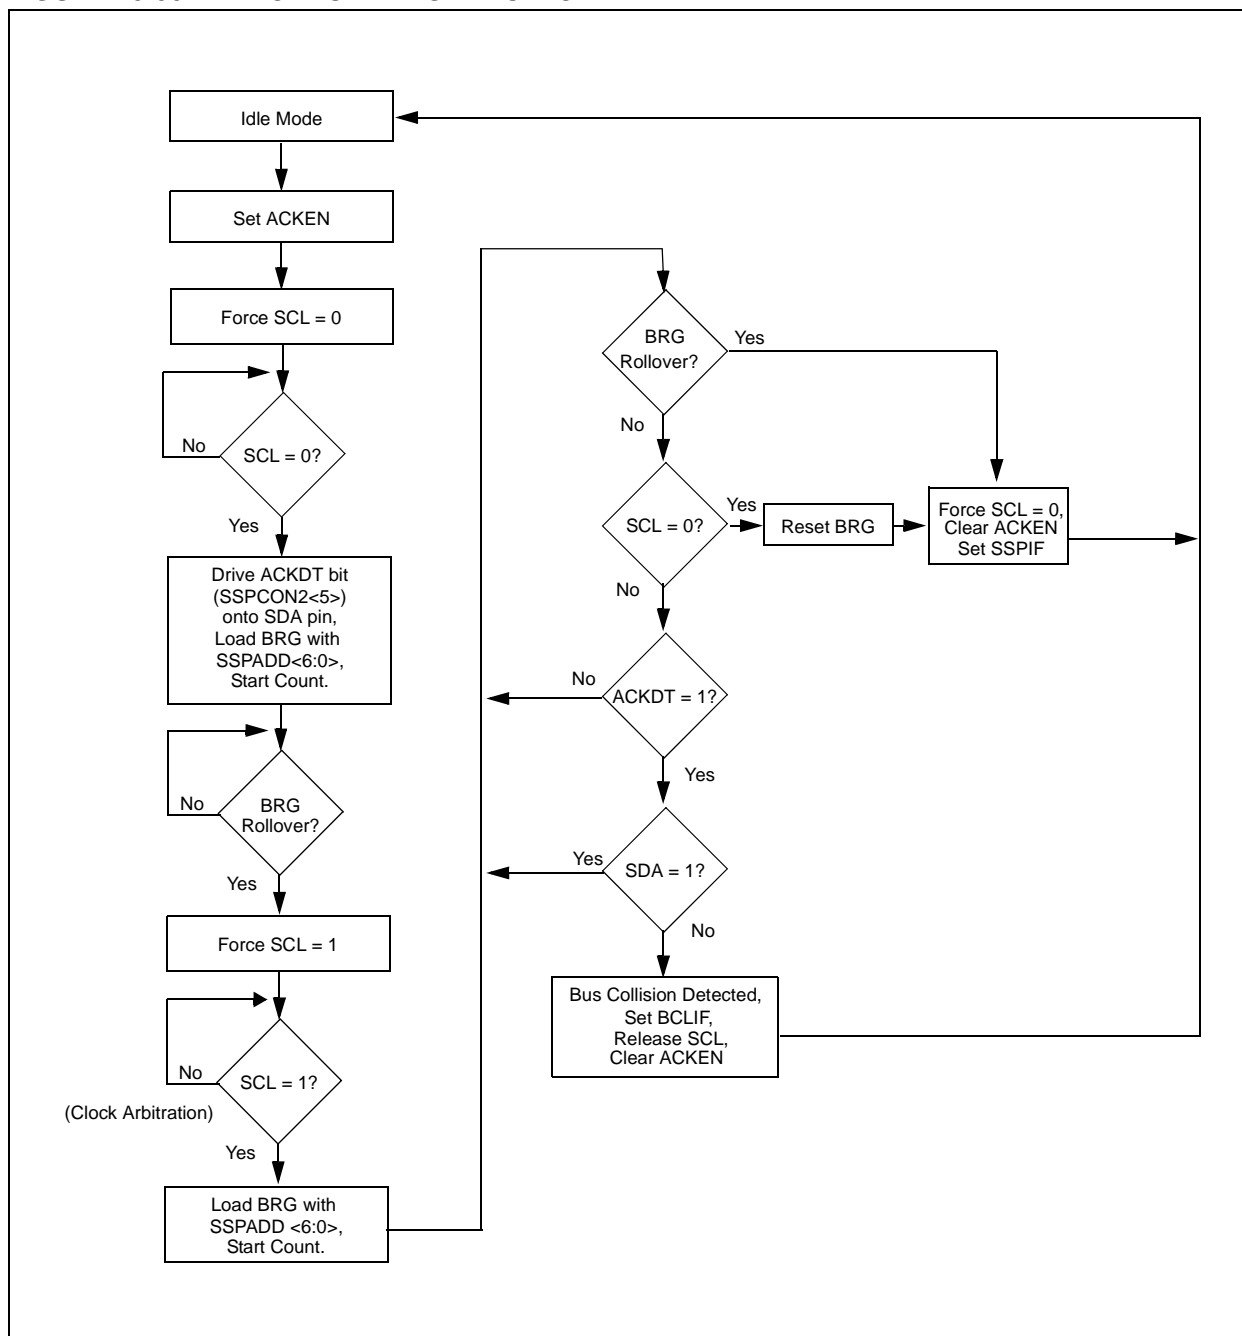 Idle Mode
Set ACKEN
Force SCL = 0
No
SCL = 0?
Yes
Drive ACKDT bit
(SSPCON2<5>)
onto SDA pin,
Load BRG with
SSPADD<6:0>,
Start Count.
No
BRG
Rollover?
Yes
Force SCL = 1
No
SCL = 1?
(Clock Arbitration)
Yes
Load BRG with
SSPADD <6:0>,
Start Count.
BRG
Rollover?
Yes
No
SCL = 0?
Yes
Reset BRG
Force SCL = 0,
Clear ACKEN
Set SSPIF
No
No
ACKDT = 1?
Yes
Yes
SDA = 1?
No
Bus Collision Detected,
Set BCLIF,
Release SCL,
Clear ACKEN